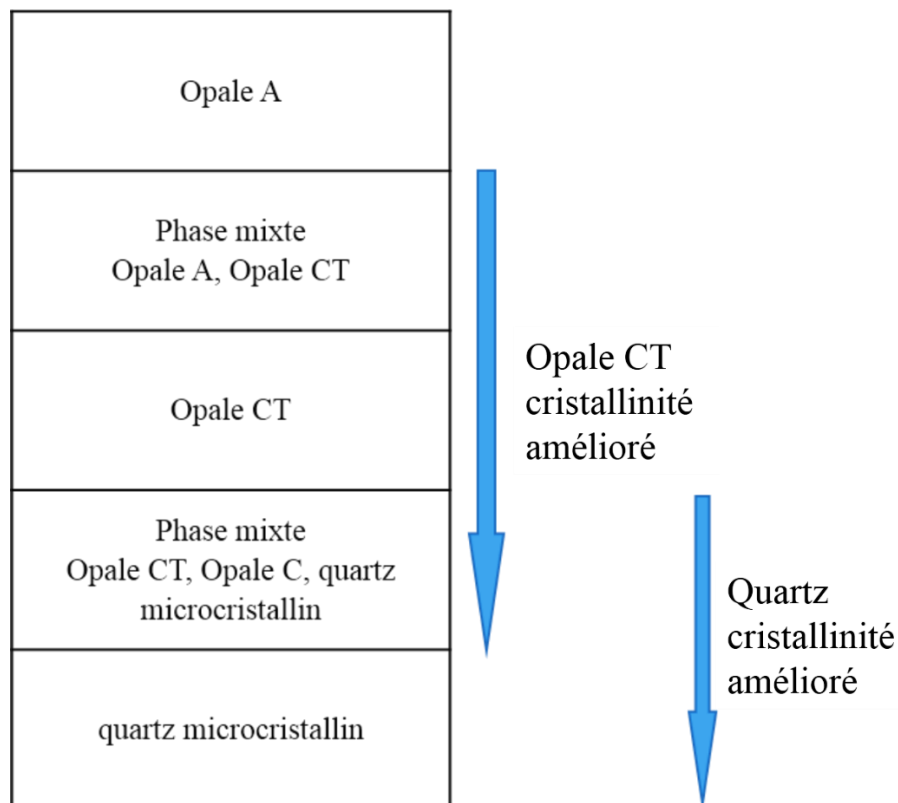 Opale A
Phase mixte
Opale A, Opale CT
Opale CT
cristallinité
amélioré
Opale CT
Phase mixte
Opale CT, Opale C, quartz
microcristallin
Quartz
cristallinité
amélioré
quartz microcristallin